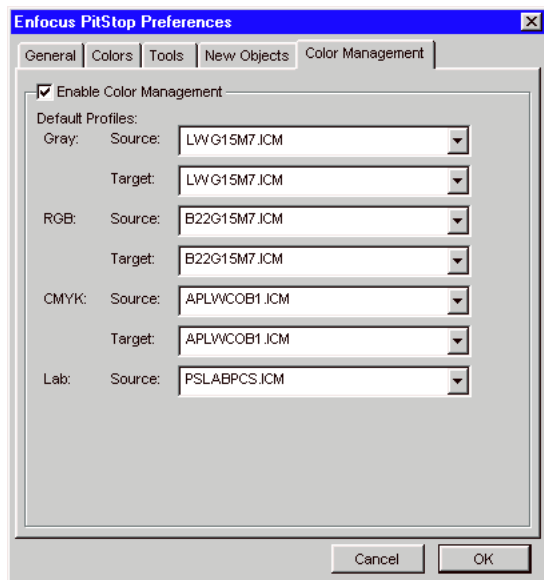 Enfocus PitStop Preferences
General Colors Tools New Objects Color Management
Enable Color Management
Default Profiles:
Gray: Source: LWG15M7.ICM
Target: LWG15M7.ICM
RGB: Source: B22G15M7.ICM
Target: B22G15M7.ICM
CMYK: Source: APLWCOB1.ICM
Target: APLWCOB1.ICM
Lab: Source: PSLABPCS.ICM
Cancel OK